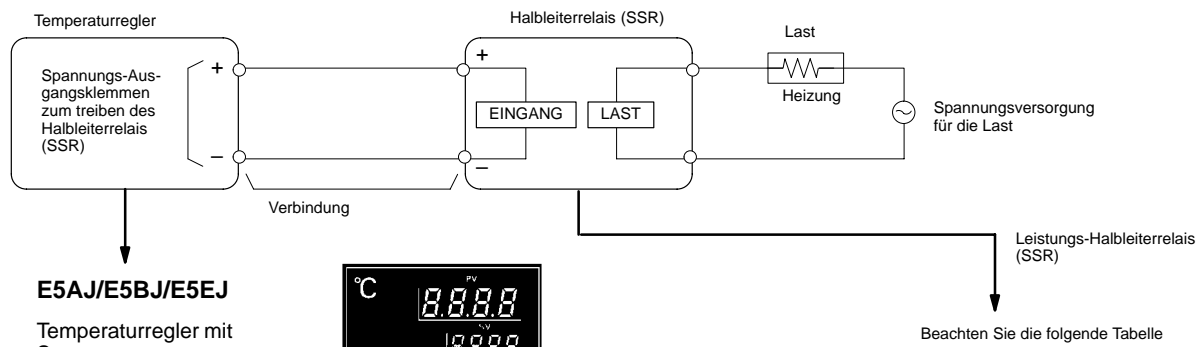 Temperaturregler
Halbleiterrelais (SSR)
Last
Spannungs-Aus-
gangsklemmen
zum treiben des
Halbleiterrelais
(SSR)
+
–
+
–
EINGANG
LAST
Heizung
Spannungsversorgung
für die Last
Verbindung
Leistungs-Halbleiterrelais
(SSR)
E5AJ/E5BJ/E5EJ
Temperaturregler mit
°C
PV
8.8.8.8
SV
Beachten Sie die folgende Tabelle